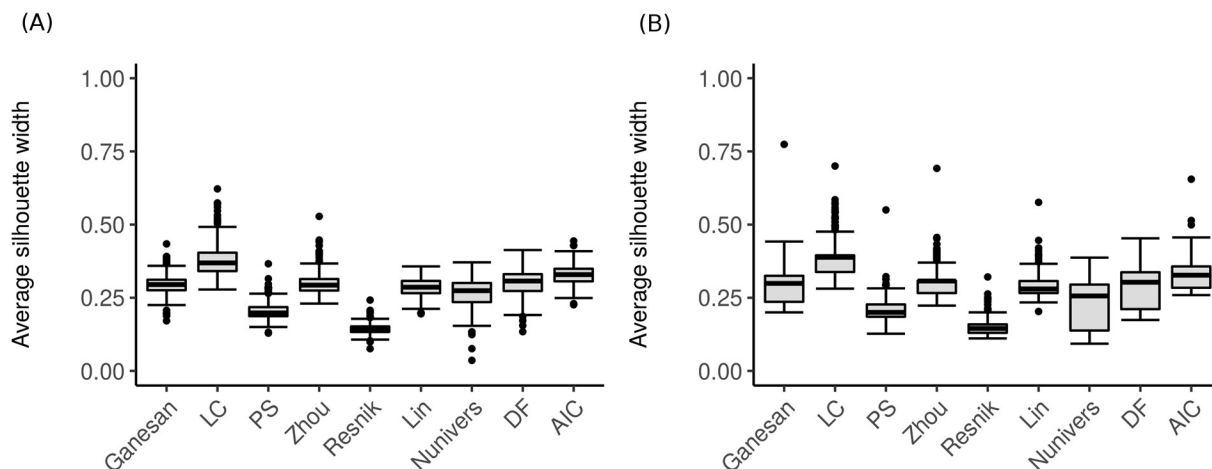 (A)
Average silhouette width
1.00
0.75
0.50
0.25
0.00
Ganesan
LC
PS
Zhou
Resnik
Lin
Nunivers
DF
AIC
(B)
Average silhouette width
1.00
0.75
0.50
0.25
0.00
Ganesan
LC
PS
Zhou
Resnik
Lin
Nunivers
DF
AIC